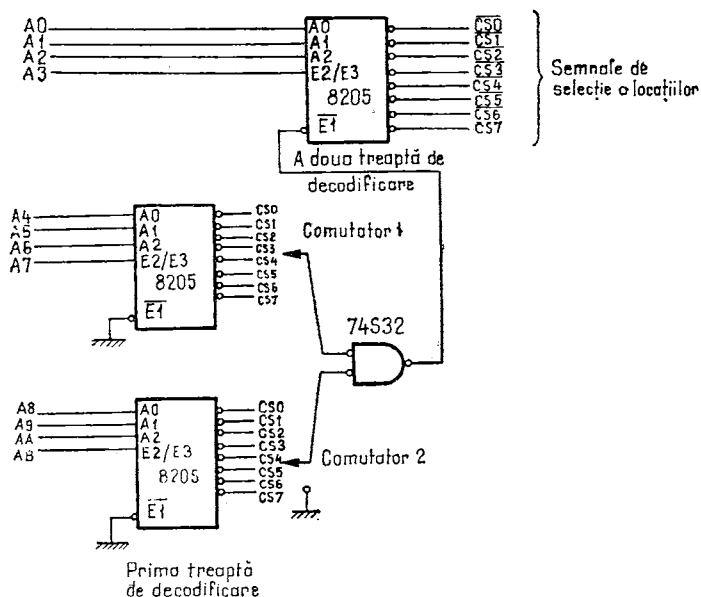 A0
A1
A2
A3
A0
A1
A2
E2/E3
8205
E1
CS0
CS1
CS2
CS3
CS4
CS5
CS6
CS7
Semnale de
selecție a locațiilor
A doua treaptă de
decodificare
A4
A5
A6
A7
A0
A1
A2
E2/E3
8205
E1
CS0
CS1
CS2
CS3
CS4
CS5
CS6
CS7
Comutator 1
74S32
A8
A9
AA
AB
A0
A1
A2
E2/E3
8205
E1
CS0
CS1
CS2
CS3
CS4
CS5
CS6
CS7
Comutator 2
Prima treaptă
de decodificare